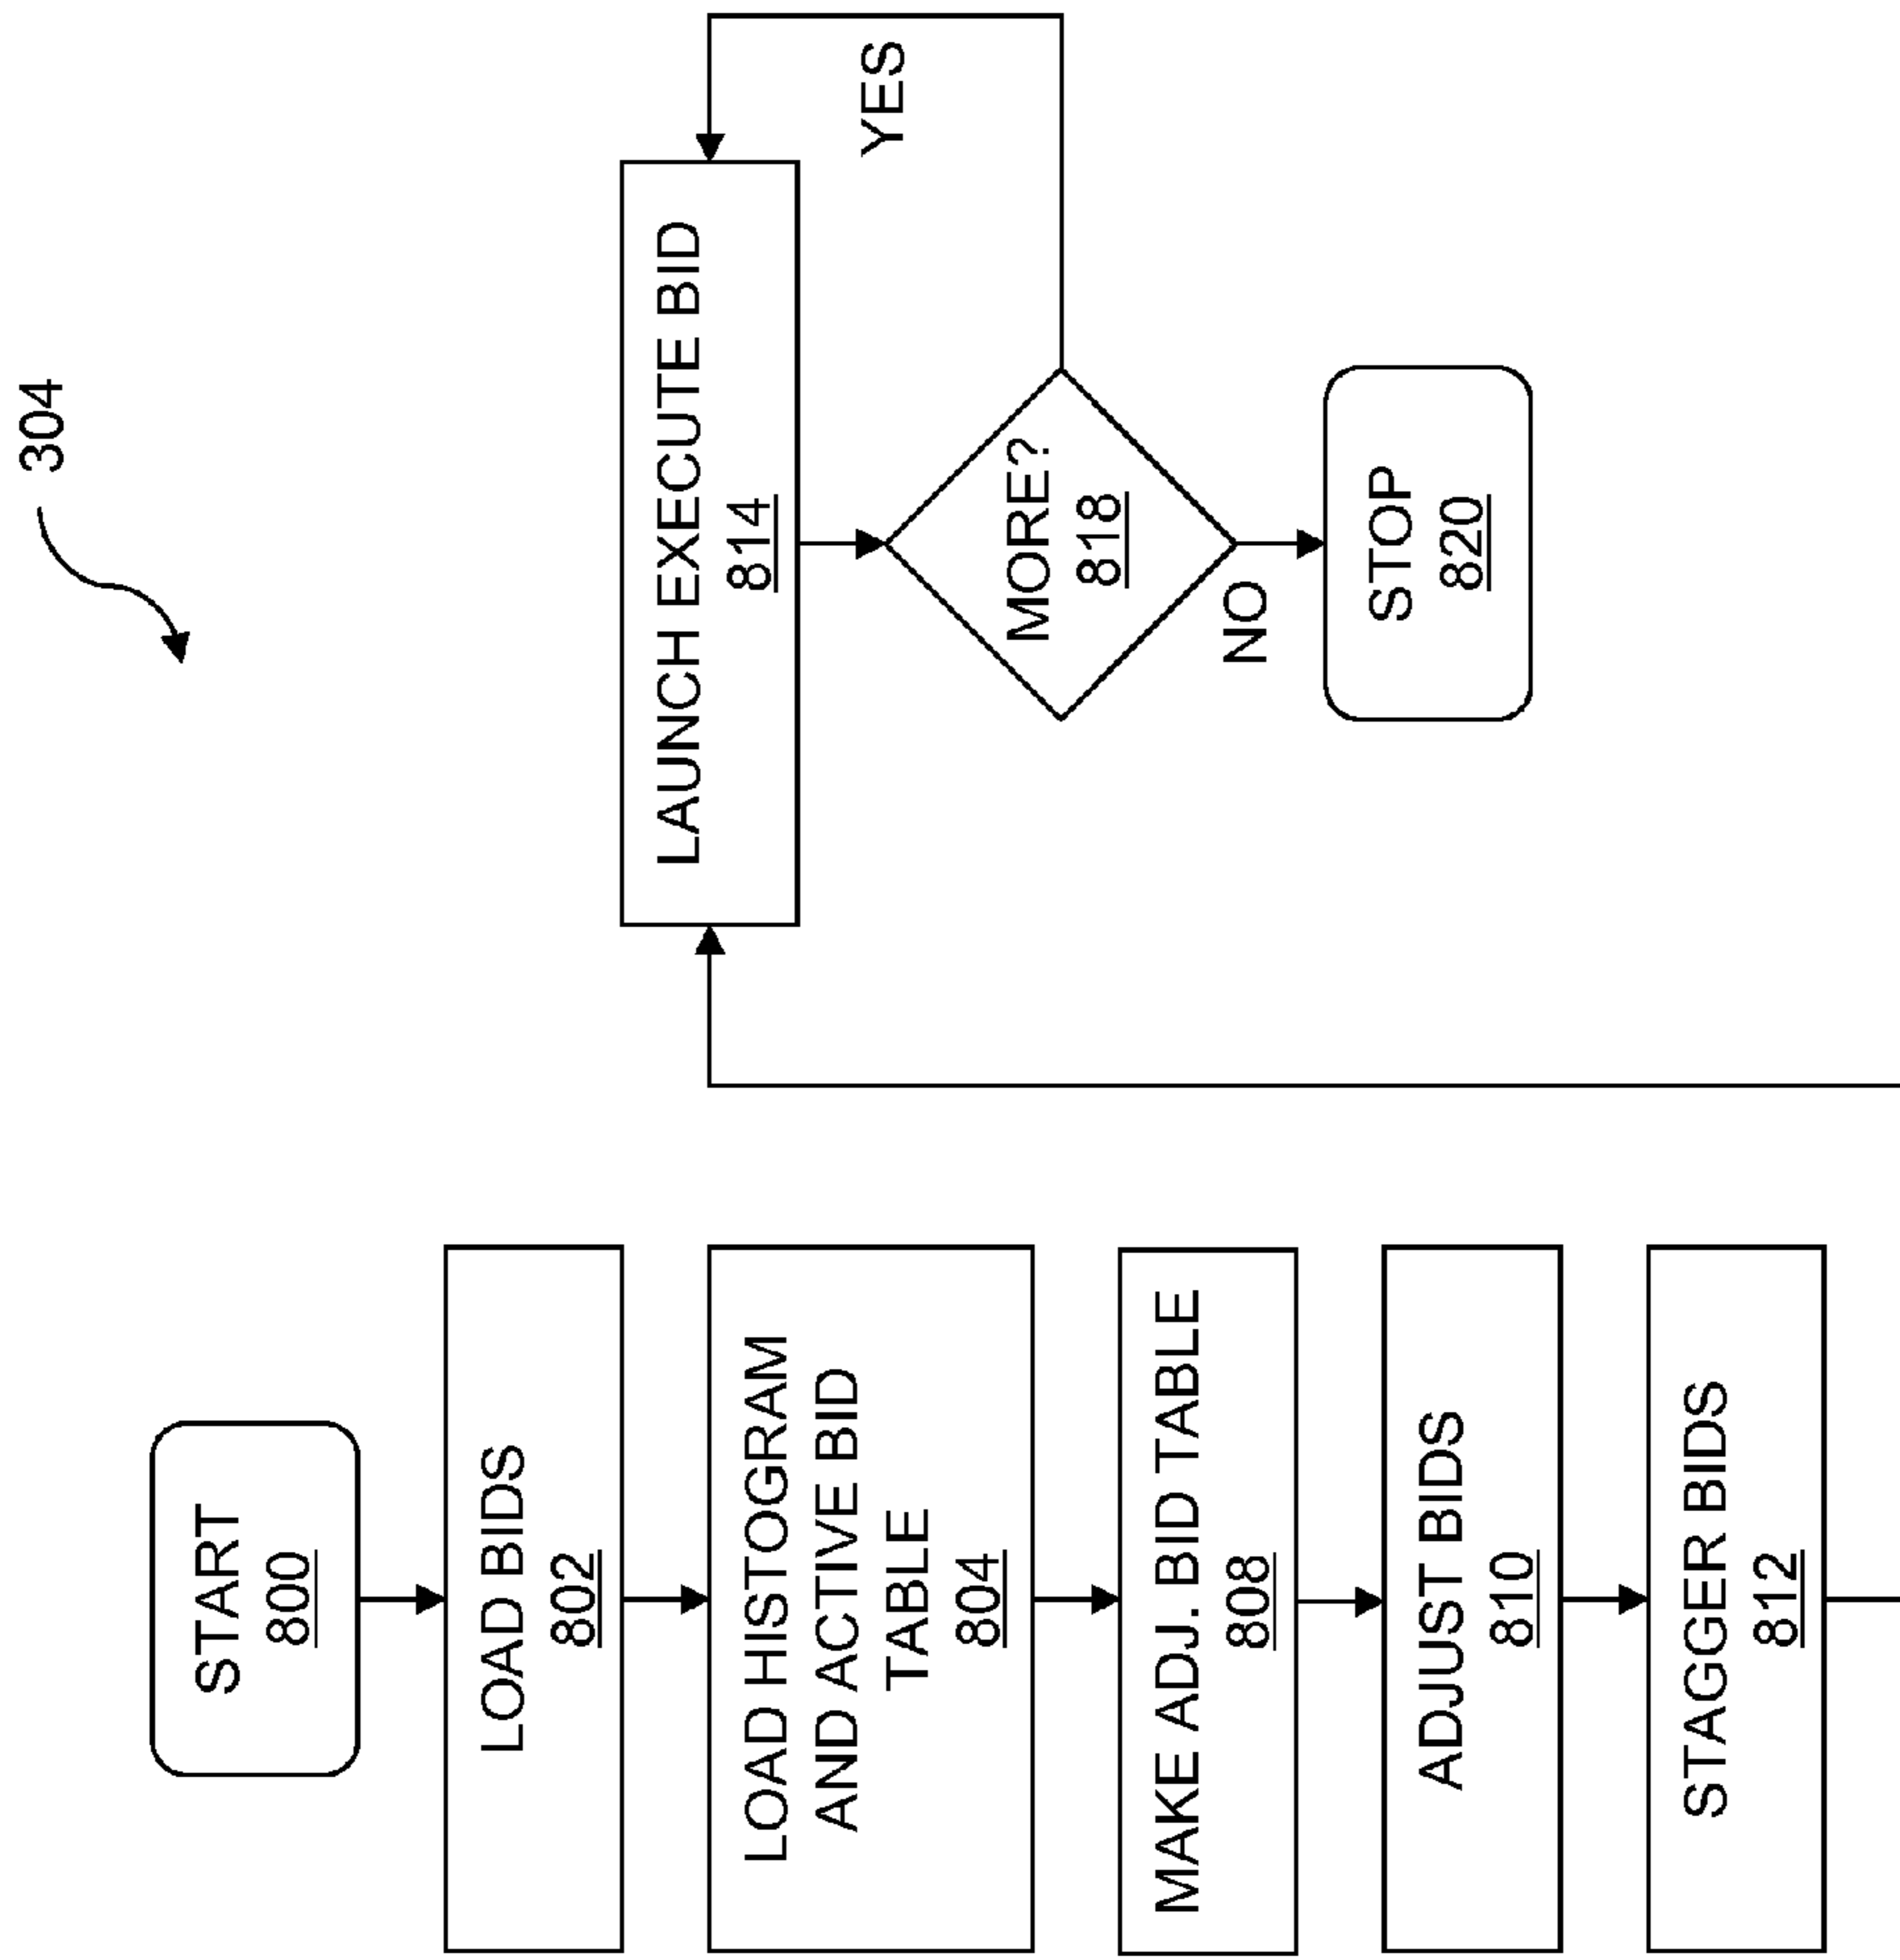 304
START
800
LOAD BIDS
802
LOAD HISTOGRAM
AND ACTIVE BID
TABLE
804
MAKE ADJ. BID TABLE
808
ADJUST BIDS
810
STAGGER BIDS
812
LAUNCH EXECUTE BID
814
YES
MORE?
818
NO
STOP
820